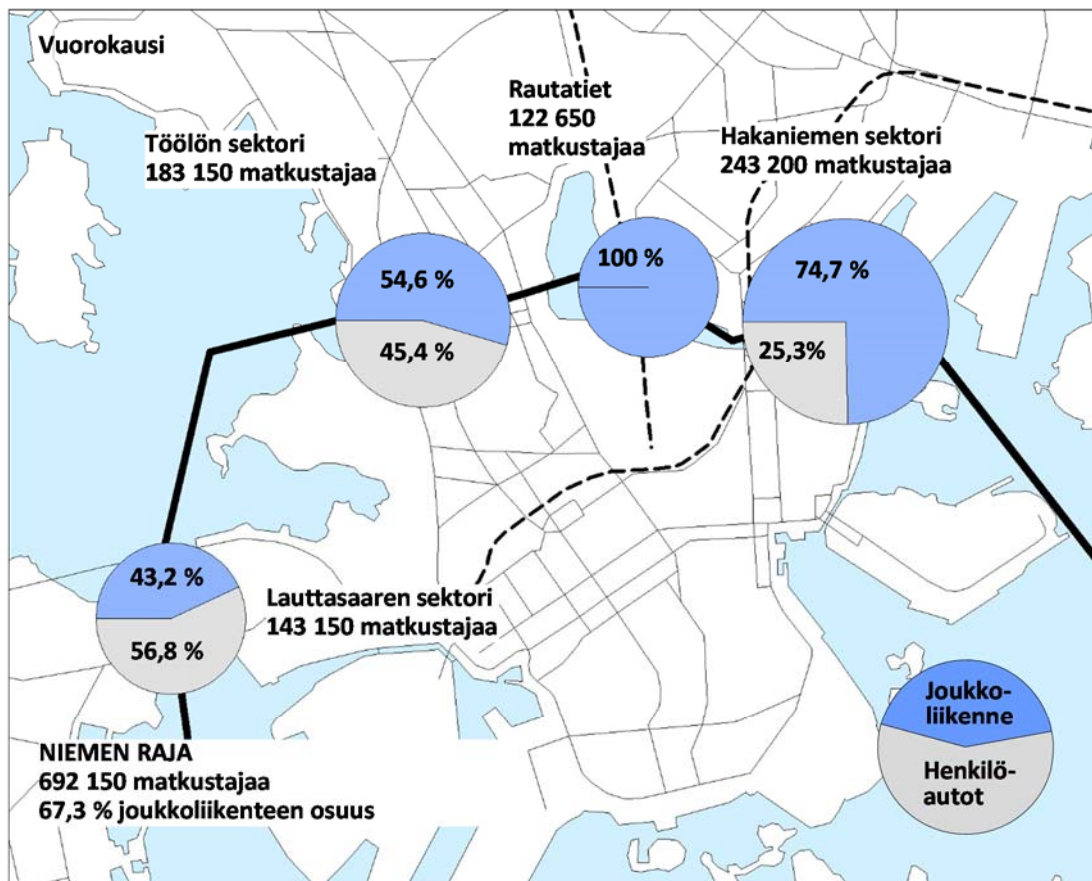 Vuorokausi
Töölön sektori
183 150 matkustajaa
Rautatiet
122 650
matkustajaa
Hakaniemen sektori
243 200 matkustajaa
54,6 %
45,4 %
100 %
74,7 %
25,3%
43,2 %
56,8 %
Lauttasaaren sektori
143 150 matkustajaa
NIEMEN RAJA
692 150 matkustajaa
67,3 % joukkoliikenteen osuus
Joukko-
liikenne
Henkilö-
autot